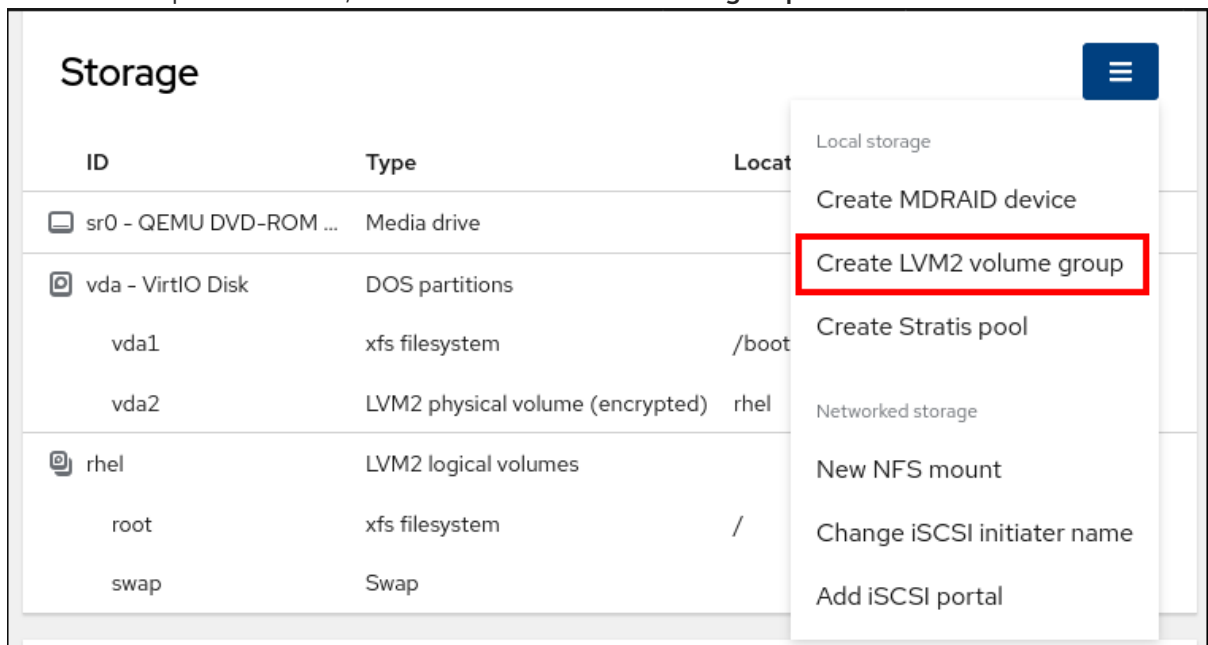 Storage
ID Type Locat
sr0 - QEMU DVD-ROM ... Media drive
vda - VirtIO Disk DOS partitions
vda1 xfs filesystem /boot
vda2 LVM2 physical volume (encrypted) rhel
rhel LVM2 logical volumes
root xfs filesystem /
swap Swap
Local storage
Create MDRAID device
Create LVM2 volume group
Create Stratis pool
Networked storage
New NFS mount
Change iSCSI initiater name
Add iSCSI portal